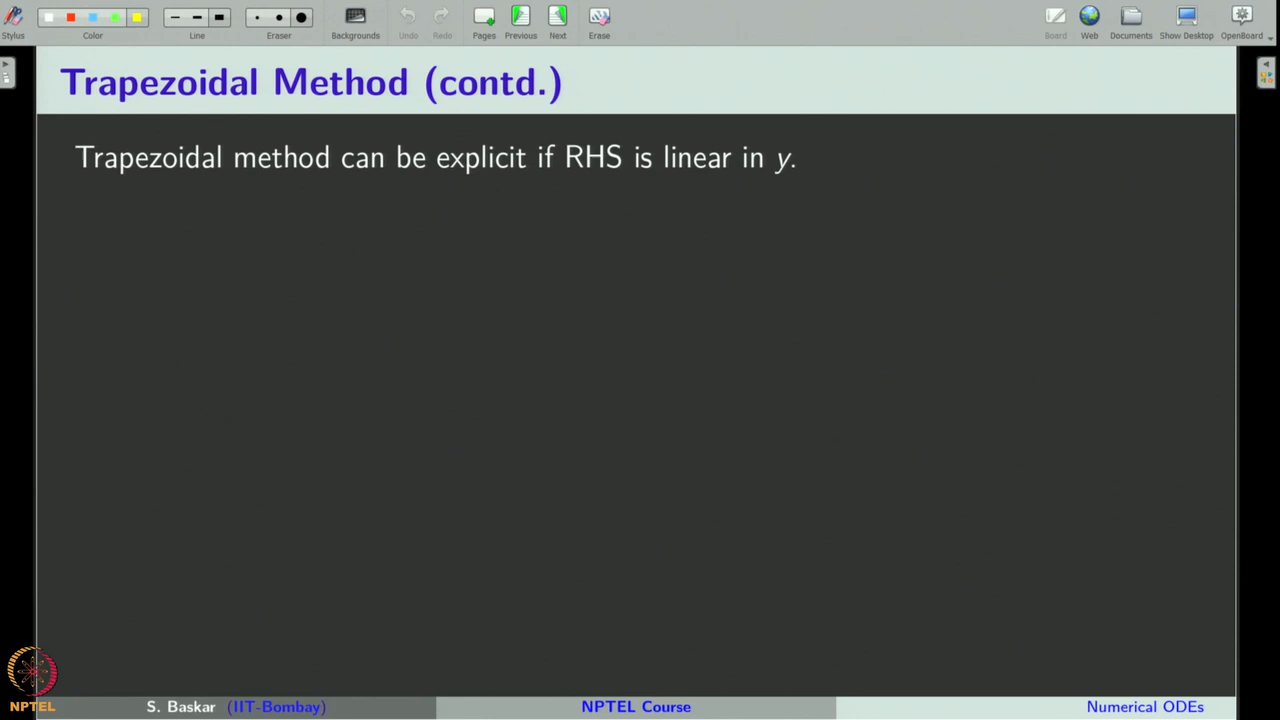 Stylus
Color
Line
Eraser
Backgrounds
Undo
Redo
Pages
Previous
Next
Erase
Board
Web
Documents
Show Desktop
OpenBoard
Trapezoidal Method (contd.)
Trapezoidal method can be explicit if RHS is linear in y.
NPTEL
S. Baskar (IIT-Bombay)
NPTEL Course
Numerical ODEs